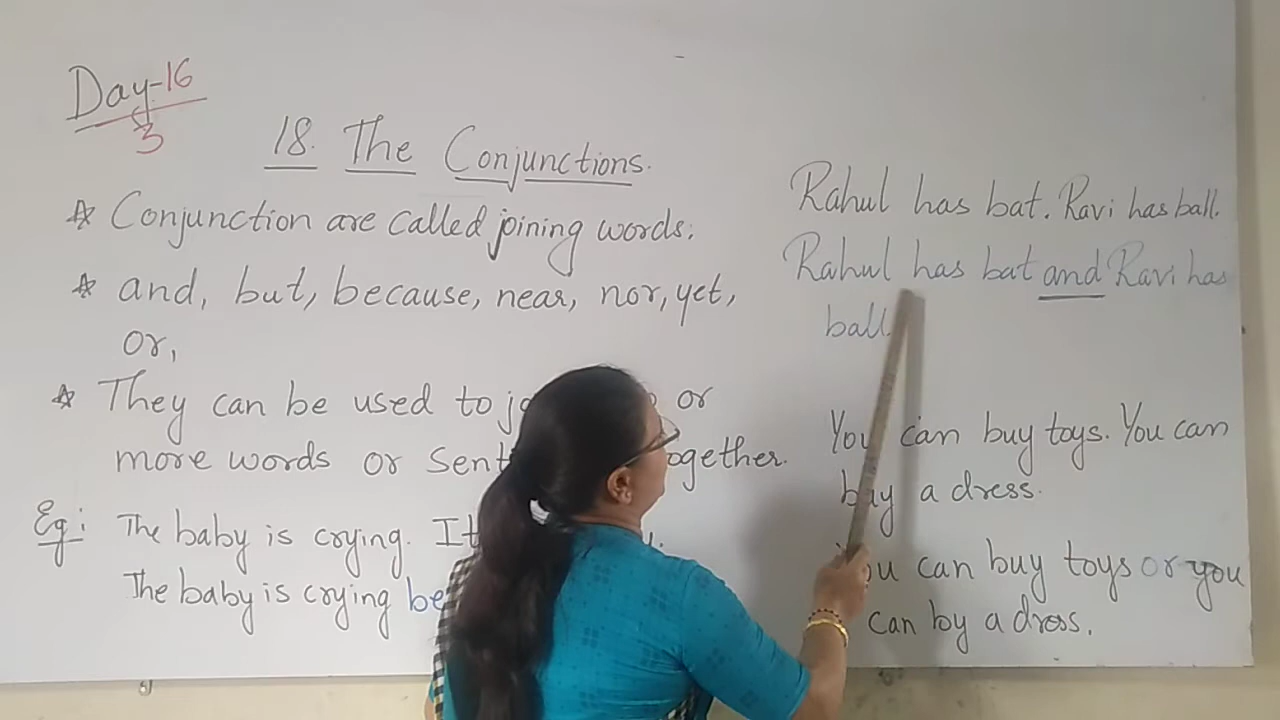 Day-16
3
18. The Conjunctions.
☆ Conjunction are called joining words.
☆ and, but, because, near, nor, yet,
or,
☆ They can be used to or
more words or together.
Eg: The baby is crying.
The baby is crying
Rahul has bat. Ravi has ball.
Rahul has bat and Ravi has
ball.
You can buy toys. You can
buy a dress.
You can buy toys or you
can by a dress.